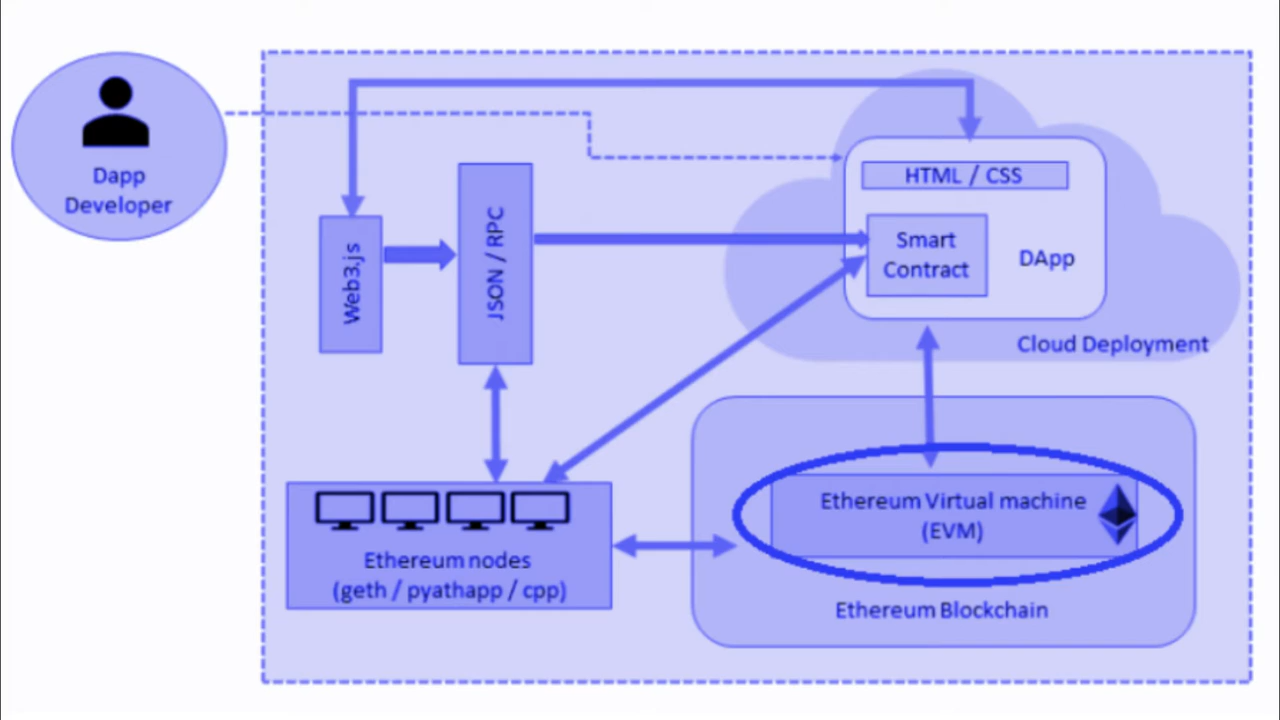 Dapp
Developer
HTML / CSS
Smart
Contract
DApp
Web3.js
JSON / RPC
Cloud Deployment
Ethereum Virtual machine
(EVM)
Ethereum nodes
(geth / pyathapp / cpp)
Ethereum Blockchain